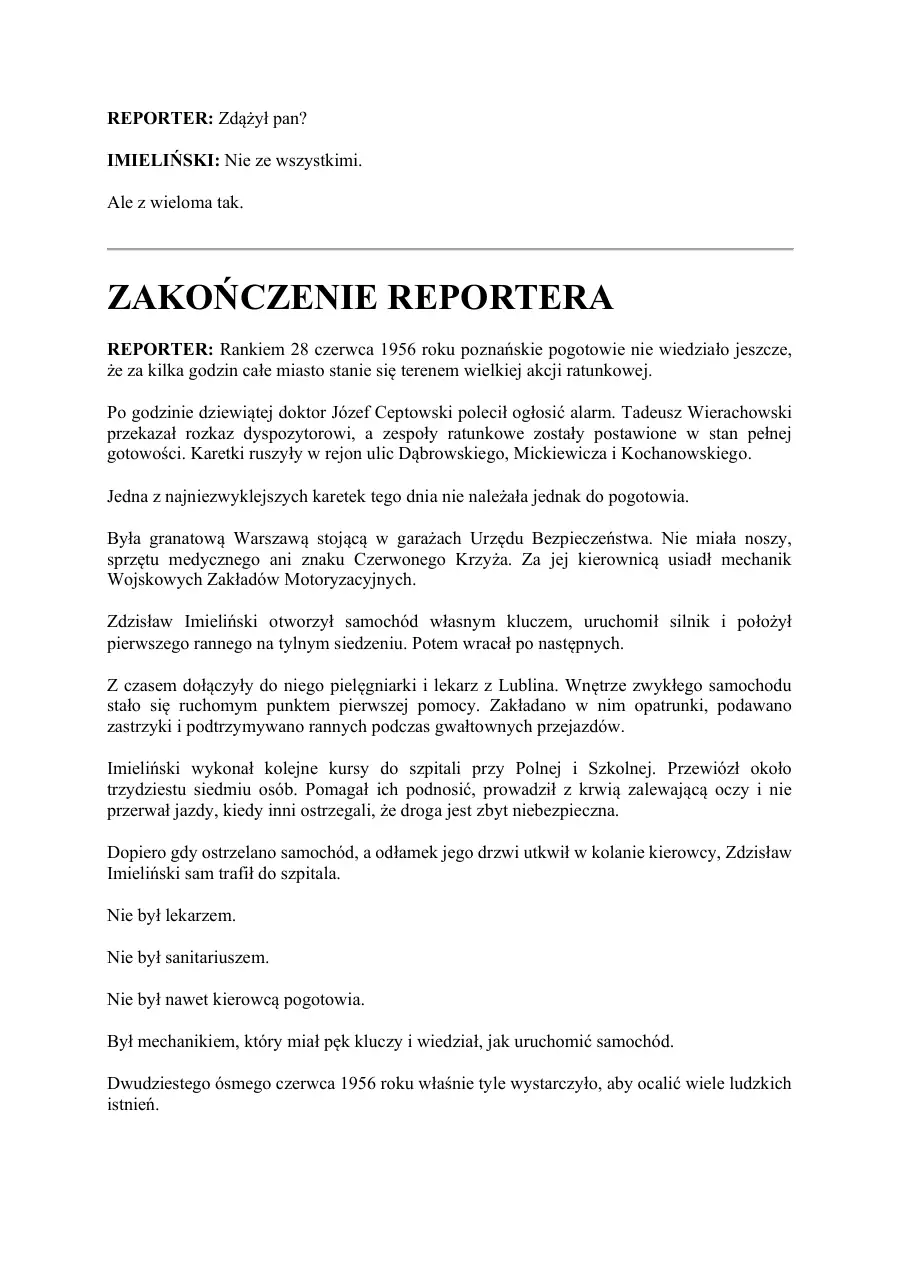 REPORTER: Zdążył pan?
IMIELIŃSKI: Nie ze wszystkimi.
Ale z wieloma tak.
ZAKOŃCZENIE REPORTERA
REPORTER: Rankiem 28 czerwca 1956 roku poznańskie pogotowie nie wiedziało jeszcze,
że za kilka godzin całe miasto stanie się terenem wielkiej akcji ratunkowej.
Po godzinie dziewiątej doktor Józef Ceptowski polecił ogłosić alarm. Tadeusz Wierachowski
przekazał rozkaz dyspozytorowi, a zespoły ratunkowe zostały postawione w stan pełnej
gotowości. Karetki ruszyły w rejon ulic Dąbrowskiego, Mickiewicza i Kochanowskiego.
Jedna z najniezwyklejszych karetek tego dnia nie należała jednak do pogotowia.
Była granatową Warszawą stojącą w garażach Urzędu Bezpieczeństwa. Nie miała noszy,
sprzętu medycznego ani znaku Czerwonego Krzyża. Za jej kierownicą usiadł mechanik
Wojskowych Zakładów Motoryzacyjnych.
Zdzisław Imieliński otworzył samochód własnym kluczem, uruchomił silnik i położył
pierwszego rannego na tylnym siedzeniu. Potem wracał po następnych.
Z czasem dołączyły do niego pielęgniarki i lekarz z Lublina. Wnętrze zwykłego samochodu
stało się ruchomym punktem pierwszej pomocy. Zakładano w nim opatrunki, podawano
zastrzyki i podtrzymywano rannych podczas gwałtownych przejazdów.
Imieliński wykonał kolejne kursy do szpitali przy Polnej i Szkolnej. Przewiózł około
trzydziestu siedmiu osób. Pomagał ich podnosić, prowadził z krwią zalewającą oczy i nie
przerwał jazdy, kiedy inni ostrzegali, że droga jest zbyt niebezpieczna.
Dopiero gdy ostrzelano samochód, a odłamek jego drzwi utkwił w kolanie kierowcy, Zdzisław
Imieliński sam trafił do szpitala.
Nie był lekarzem.
Nie był sanitariuszem.
Nie był nawet kierowcą pogotowia.
Był mechanikiem, który miał pęk kluczy i wiedział, jak uruchomić samochód.
Dwudziestego ósmego czerwca 1956 roku właśnie tyle wystarczyło, aby ocalić wiele ludzkich
istnień.